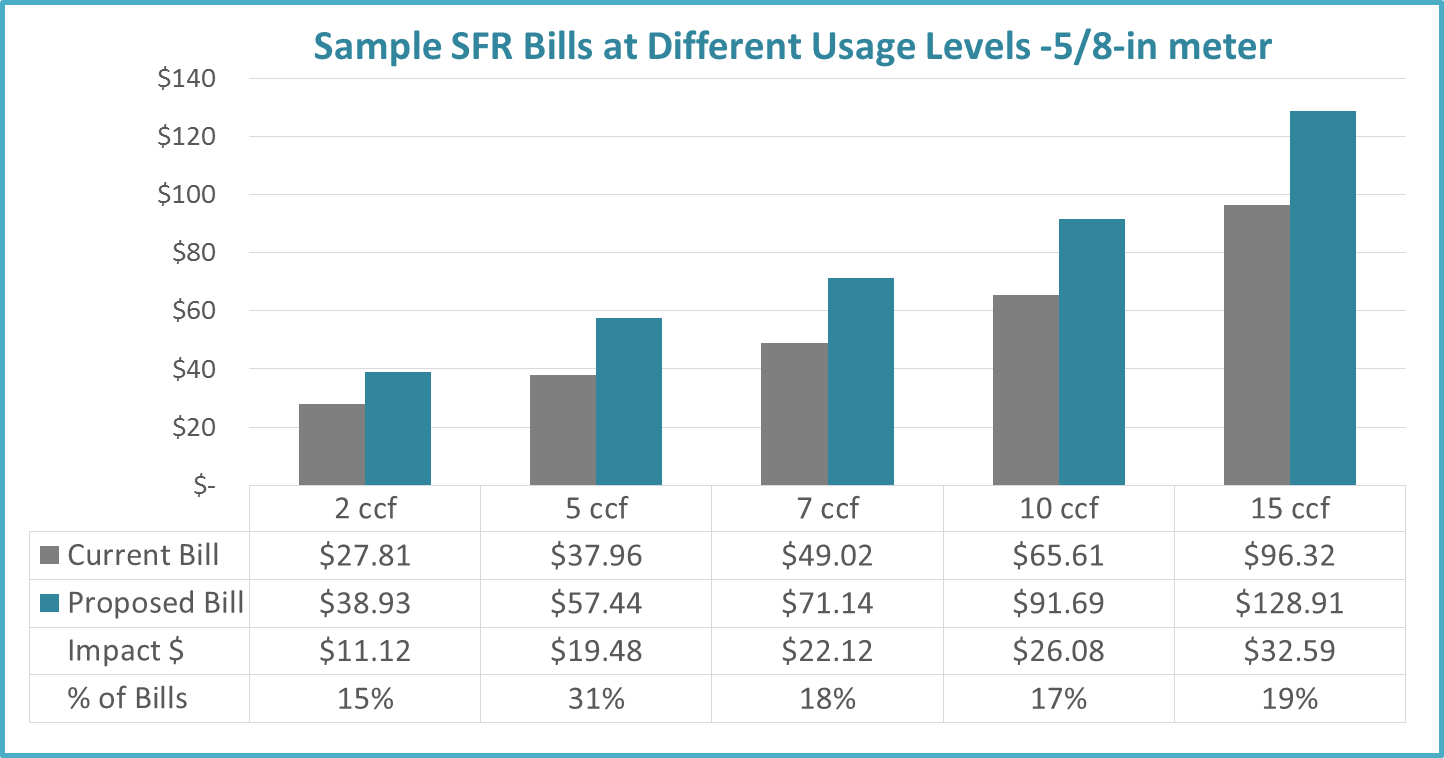 Sample SFR Bills at Different Usage Levels -5/8-in meter
$140
$120
$100
$80
$60
$40
$20
$-
2 ccf 5 ccf 7 ccf 10 ccf 15 ccf
Current Bill $27.81 $37.96 $49.02 $65.61 $96.32
Proposed Bill $38.93 $57.44 $71.14 $91.69 $128.91
Impact $ $11.12 $19.48 $22.12 $26.08 $32.59
% of Bills 15% 31% 18% 17% 19%